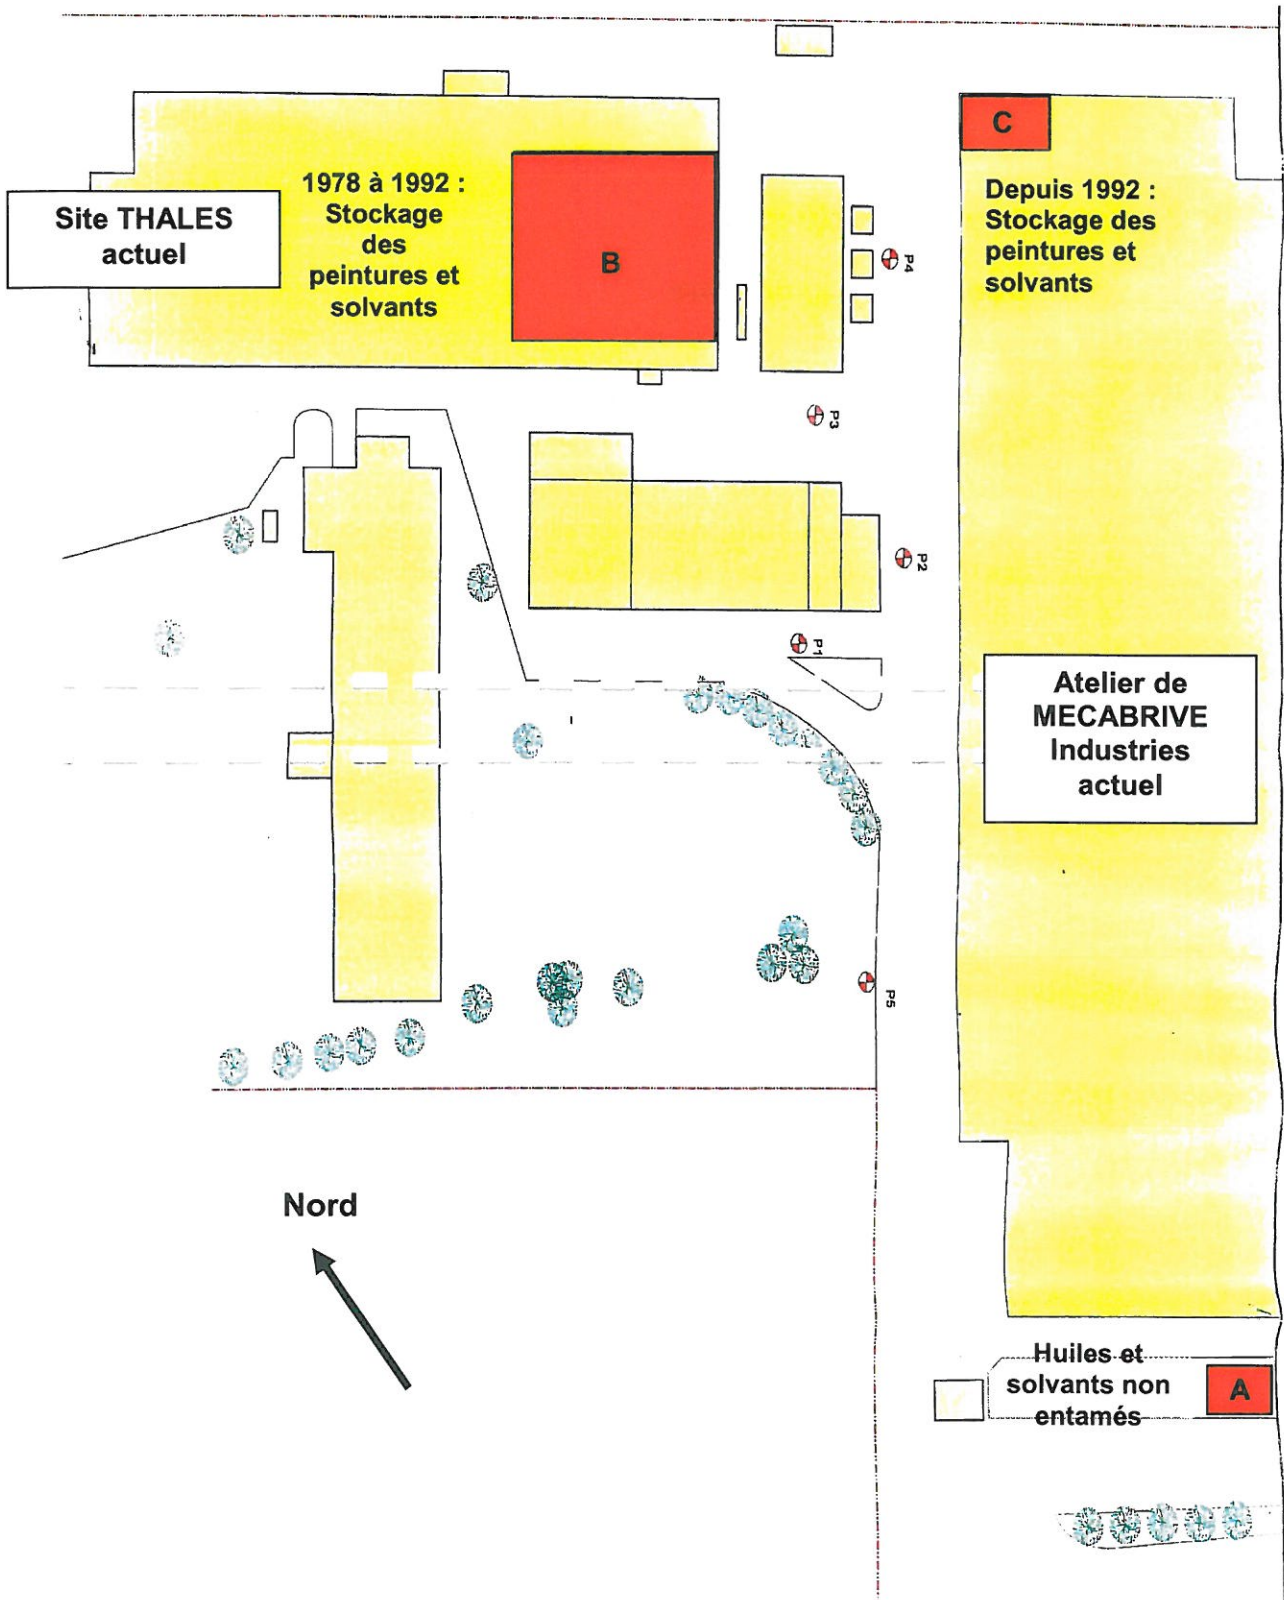 C
1978 à 1992 :
Stockage
des
peintures et
solvants
Depuis 1992 :
Stockage des
peintures et
solvants
Site THALES
actuel
B
P4
P3
P2
P1
Atelier de
MECABRIVE
Industries
actuel
P5
Nord
Huiles et
solvants non
entamés
A